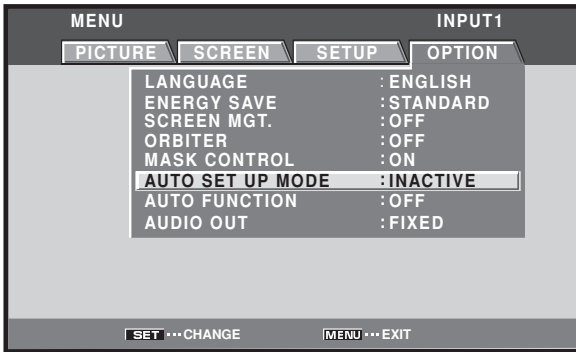 MENU INPUT1
PICTURE SCREEN SETUP OPTION
LANGUAGE :ENGLISH
ENERGY SAVE :STANDARD
SCREEN MGT. :OFF
ORBITER :OFF
MASK CONTROL :ON
AUTO SET UP MODE :INACTIVE
AUTO FUNCTION :OFF
AUDIO OUT :FIXED
SET ··· CHANGE MENU ··· EXIT